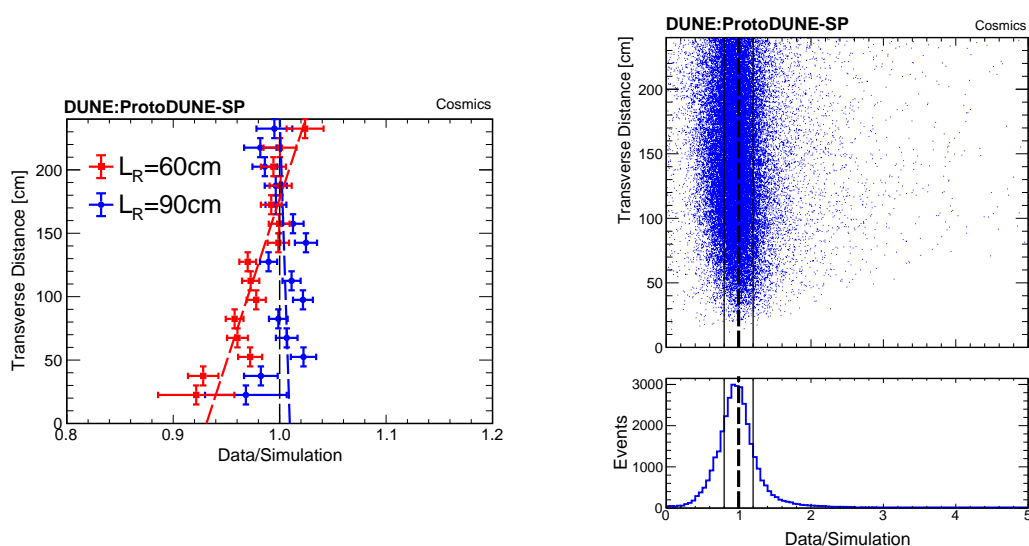 DUNE:ProtoDUNE-SP Cosmics
Transverse Distance [cm]
200
150
100
50
0
L_R=60cm
L_R=90cm
0.8 0.9 1.0 1.1 1.2
Data/Simulation
DUNE:ProtoDUNE-SP Cosmics
Transverse Distance [cm]
200
150
100
50
0
Events
3000
2000
1000
0
0 1 2 3 4 5
Data/Simulation